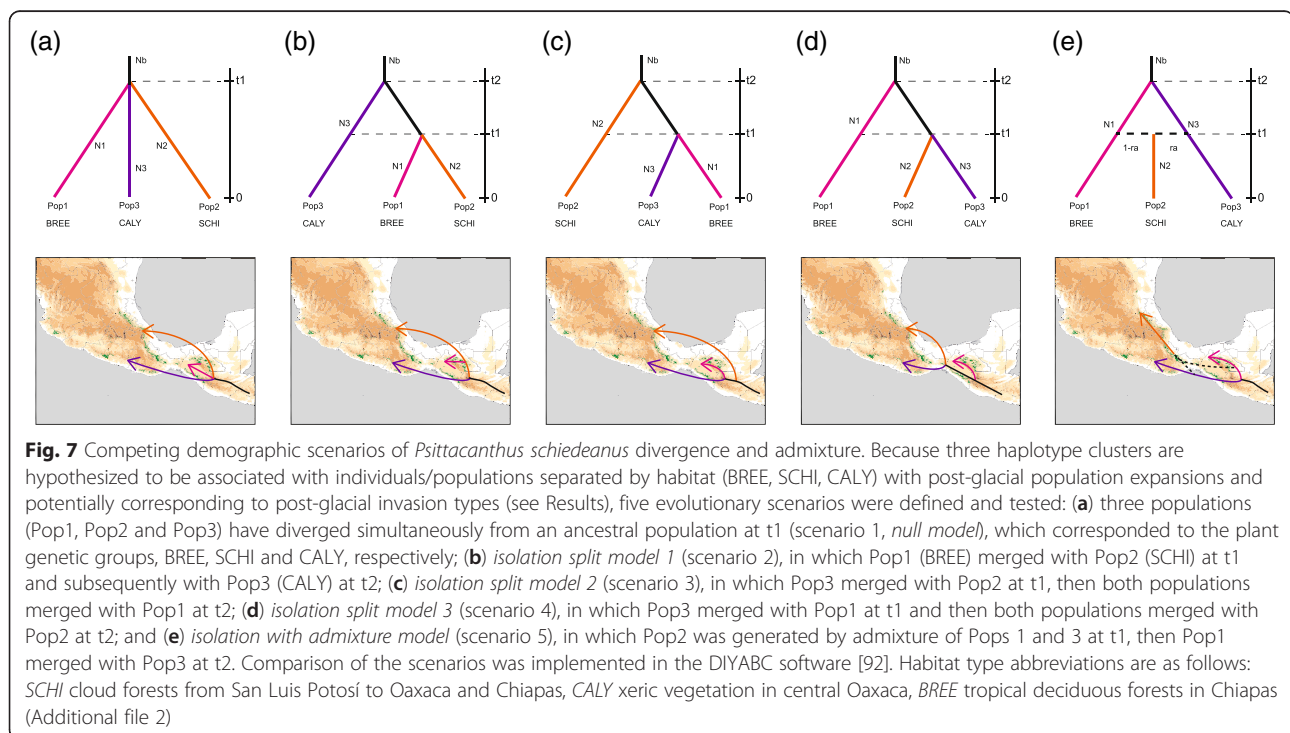 (a)
(b)
(c)
(d)
(e)
Nb
t1
N1
N2
N3
0
Pop1
Pop3
Pop2
BREE
CALY
SCHI
Nb
t2
N3
t1
N1
N2
0
Pop3
Pop1
Pop2
CALY
BREE
SCHI
Nb
t2
N2
t1
N3
N1
0
Pop2
Pop3
Pop1
SCHI
CALY
BREE
Nb
t2
N1
t1
N2
N3
0
Pop1
Pop2
Pop3
BREE
SCHI
CALY
Nb
t2
N1
N3
t1
1-ra
ra
N2
0
Pop1
Pop2
Pop3
BREE
SCHI
CALY
Fig. 7 Competing demographic scenarios of Psittacanthus schiedeanus divergence and admixture. Because three haplotype clusters are
hypothesized to be associated with individuals/populations separated by habitat (BREE, SCHI, CALY) with post-glacial population expansions and
potentially corresponding to post-glacial invasion types (see Results), five evolutionary scenarios were defined and tested: (a) three populations
(Pop1, Pop2 and Pop3) have diverged simultaneously from an ancestral population at t1 (scenario 1, null model), which corresponded to the plant
genetic groups, BREE, SCHI and CALY, respectively; (b) isolation split model 1 (scenario 2), in which Pop1 (BREE) merged with Pop2 (SCHI) at t1
and subsequently with Pop3 (CALY) at t2; (c) isolation split model 2 (scenario 3), in which Pop3 merged with Pop2 at t1, then both populations
merged with Pop1 at t2; (d) isolation split model 3 (scenario 4), in which Pop3 merged with Pop1 at t1 and then both populations merged with
Pop2 at t2; and (e) isolation with admixture model (scenario 5), in which Pop2 was generated by admixture of Pops 1 and 3 at t1, then Pop1
merged with Pop3 at t2. Comparison of the scenarios was implemented in the DIYABC software [92]. Habitat type abbreviations are as follows:
SCHI cloud forests from San Luis Potosí to Oaxaca and Chiapas, CALY xeric vegetation in central Oaxaca, BREE tropical deciduous forests in Chiapas
(Additional file 2)